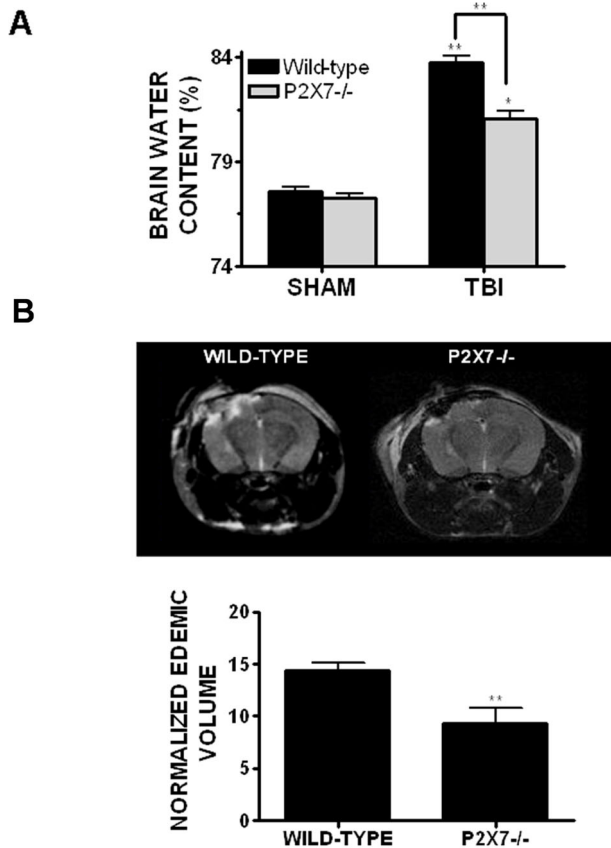 A
**
84
**
Wild-type
P2X7-/-
*
BRAIN WATER
CONTENT (%)
79
74
SHAM
TBI
B
WILD-TYPE
P2X7-/-
NORMALIZED EDEMIC
VOLUME
20
15
**
10
5
0
WILD-TYPE
P2X7-/-